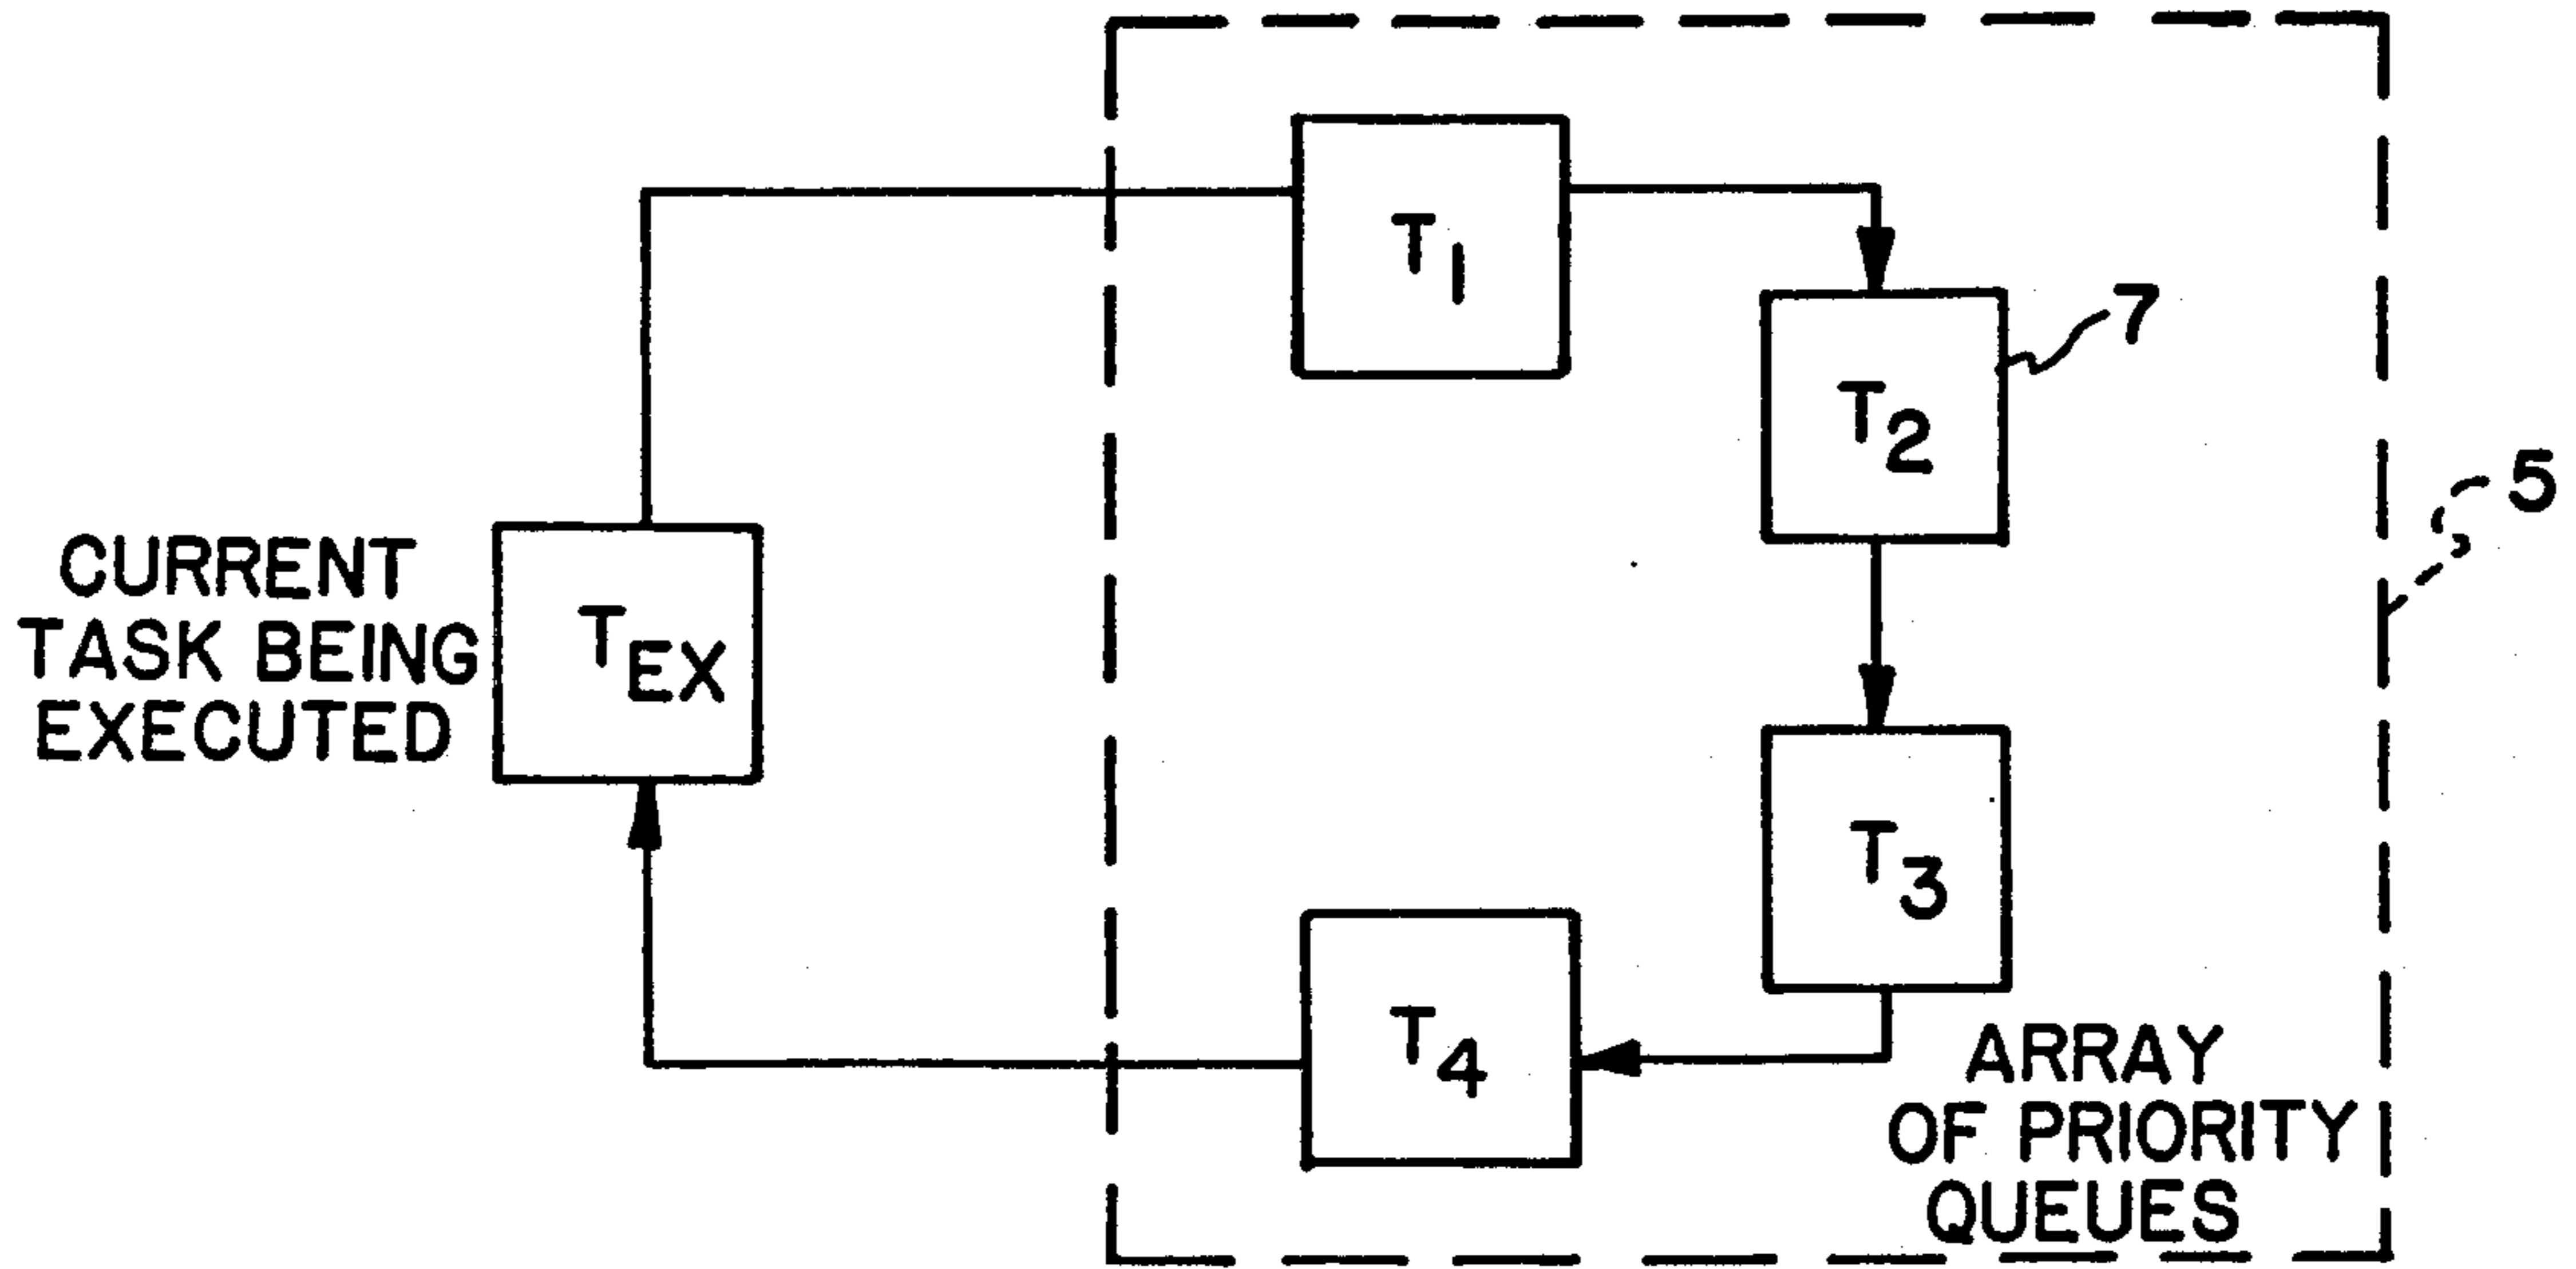 T1
7
T2
5
CURRENT
TASK BEING
EXECUTED
TEX
T3
T4
ARRAY
OF PRIORITY
QUEUES